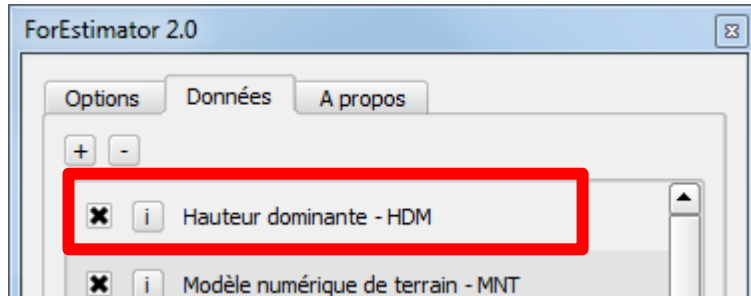 ForEstimator 2.0
Options Données A propos
+ -
i Hauteur dominante - HDM
i Modèle numérique de terrain - MNT